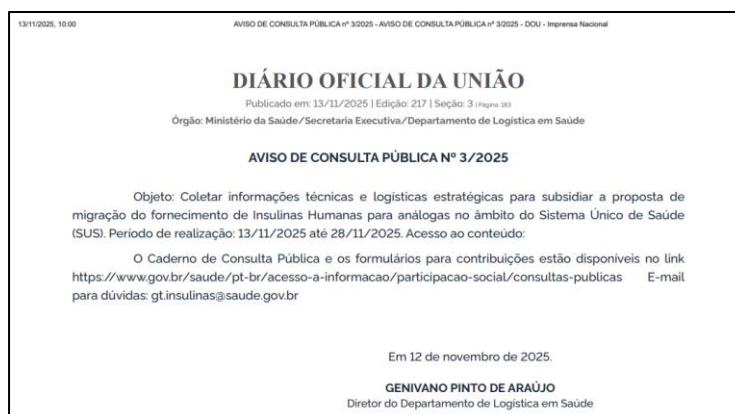 13/11/2025, 10:00 AVISO DE CONSULTA PÚBLICA nº 3/2025 - AVISO DE CONSULTA PÚBLICA nº 3/2025 - DOU - Imprensa Nacional
DIÁRIO OFICIAL DA UNIÃO
Publicado em: 13/11/2025 | Edição: 217 | Seção: 3 | Página: 183
Órgão: Ministério da Saúde/Secretaria Executiva/Departamento de Logística em Saúde
AVISO DE CONSULTA PÚBLICA Nº 3/2025
Objeto: Coletar informações técnicas e logísticas estratégicas para subsidiar a proposta de
migração do fornecimento de Insulinas Humanas para análogas no âmbito do Sistema Único de Saúde
(SUS). Período de realização: 13/11/2025 até 28/11/2025. Acesso ao conteúdo:
O Caderno de Consulta Pública e os formulários para contribuições estão disponíveis no link
https://www.gov.br/saude/pt-br/acesso-a-informacao/participacao-social/consultas-publicas E-mail
para dúvidas: gt.insulinas@saude.gov.br
Em 12 de novembro de 2025.
GENIVANO PINTO DE ARAÚJO
Diretor do Departamento de Logística em Saúde